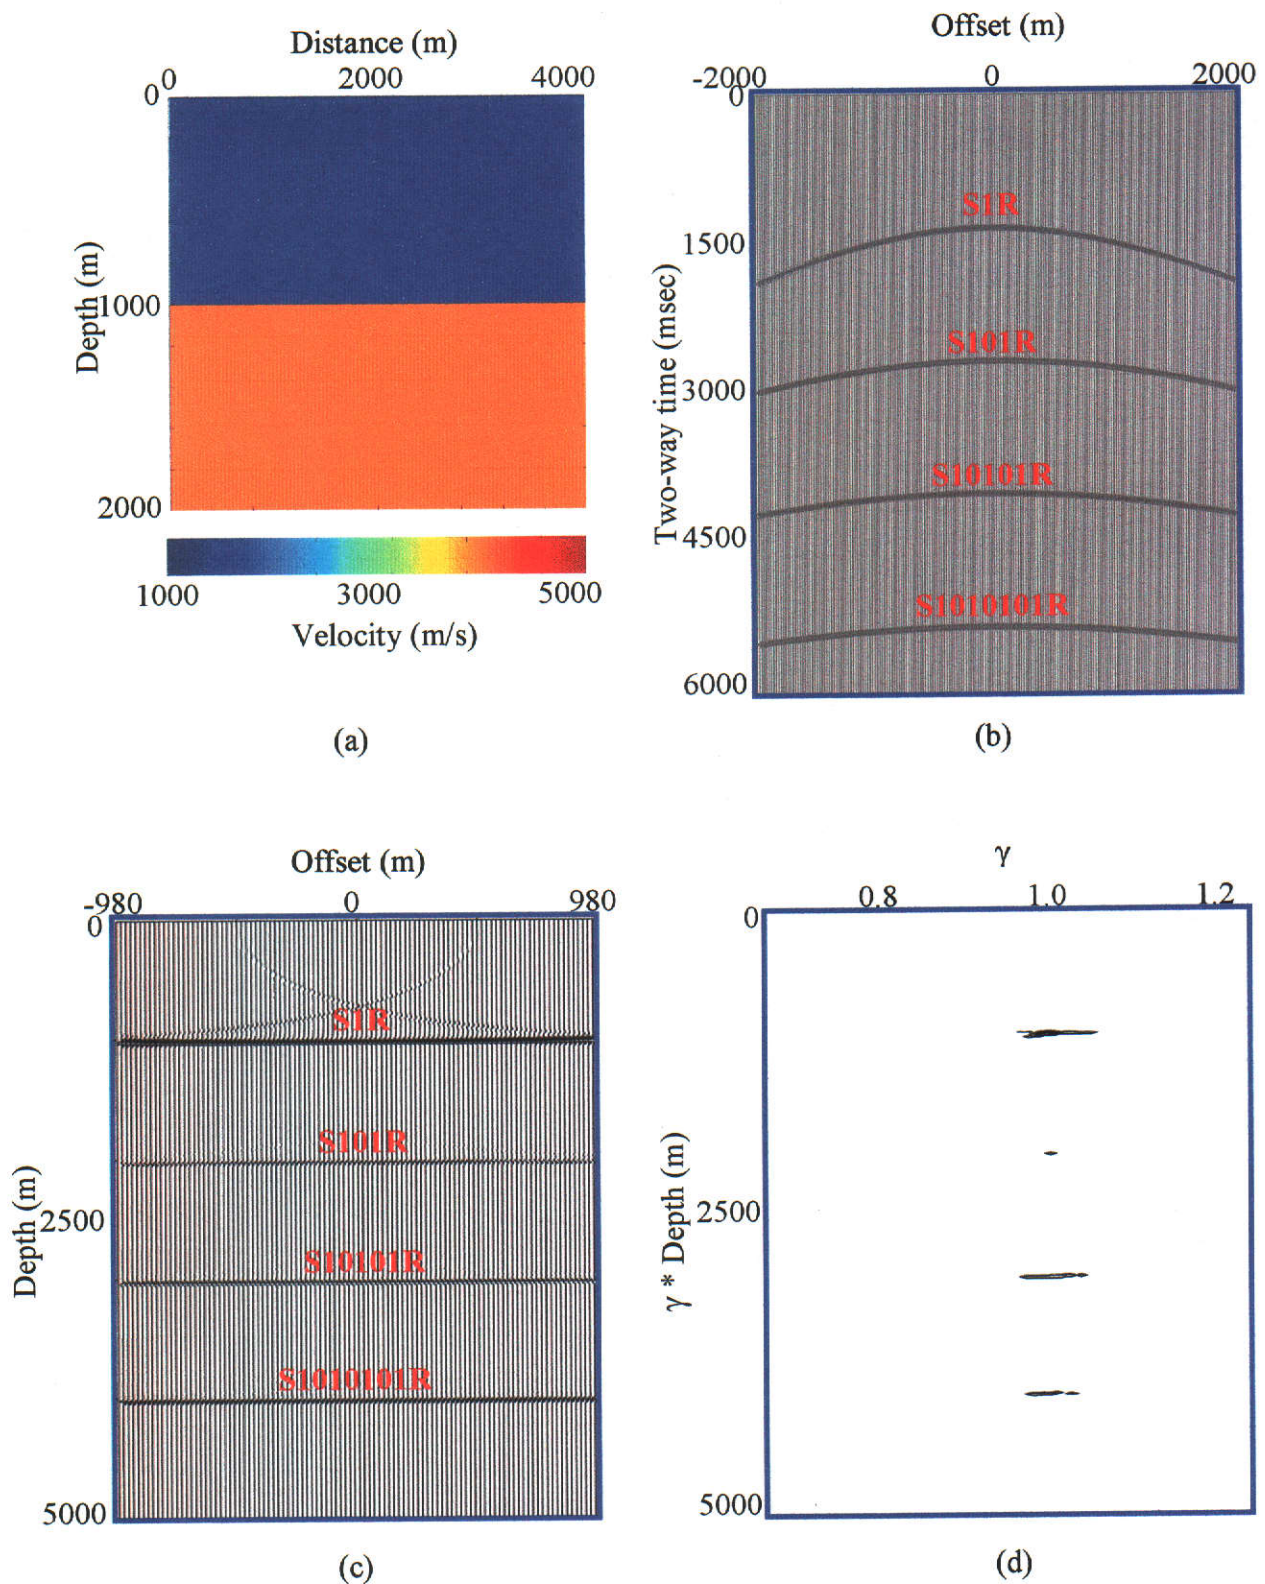 Distance (m)
0 2000 4000
0
Depth (m)
1000
2000
1000 3000 5000
Velocity (m/s)
(a)
Offset (m)
-2000 0 2000
0
S1R
1500
Two-way time (msec)
S101R
3000
S10101R
4500
S1010101R
6000
(b)
Offset (m)
-980 0 980
0
S1R
S101R
Depth (m)
2500
S10101R
S1010101R
5000
(c)
γ
0.8 1.0 1.2
0
γ * Depth (m)
2500
5000
(d)